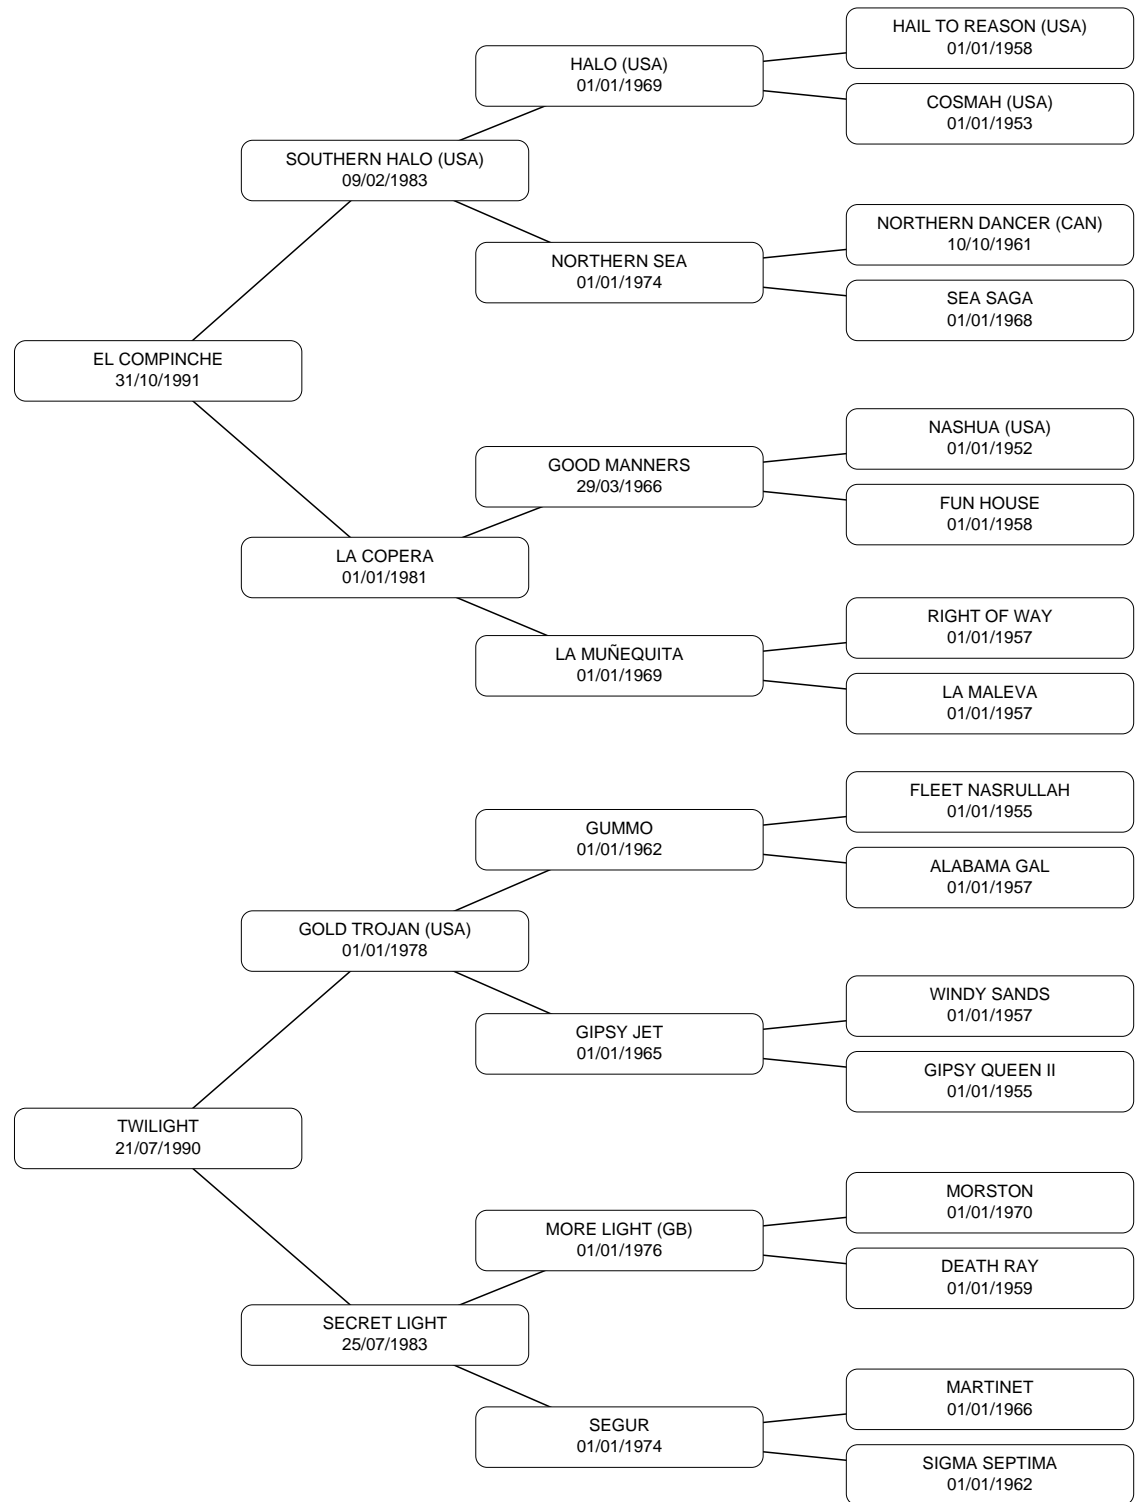 HAIL TO REASON (USA)
01/01/1958
HALO (USA)
01/01/1969
COSMAH (USA)
01/01/1953
SOUTHERN HALO (USA)
09/02/1983
NORTHERN DANCER (CAN)
10/10/1961
NORTHERN SEA
01/01/1974
SEA SAGA
01/01/1968
EL COMPINCHE
31/10/1991
NASHUA (USA)
01/01/1952
GOOD MANNERS
29/03/1966
FUN HOUSE
01/01/1958
LA COPERA
01/01/1981
RIGHT OF WAY
01/01/1957
LA MUÑEQUITA
01/01/1969
LA MALEVA
01/01/1957
FLEET NASRULLAH
01/01/1955
GUMMO
01/01/1962
ALABAMA GAL
01/01/1957
GOLD TROJAN (USA)
01/01/1978
WINDY SANDS
01/01/1957
GIPSY JET
01/01/1965
GIPSY QUEEN II
01/01/1955
TWILIGHT
21/07/1990
MORSTON
01/01/1970
MORE LIGHT (GB)
01/01/1976
DEATH RAY
01/01/1959
SECRET LIGHT
25/07/1983
MARTINET
01/01/1966
SEGUR
01/01/1974
SIGMA SEPTIMA
01/01/1962